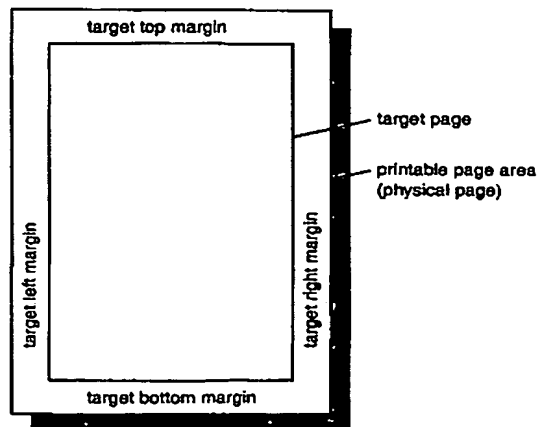 target top margin
target page
printable page area
(physical page)
target left margin
target right margin
target bottom margin